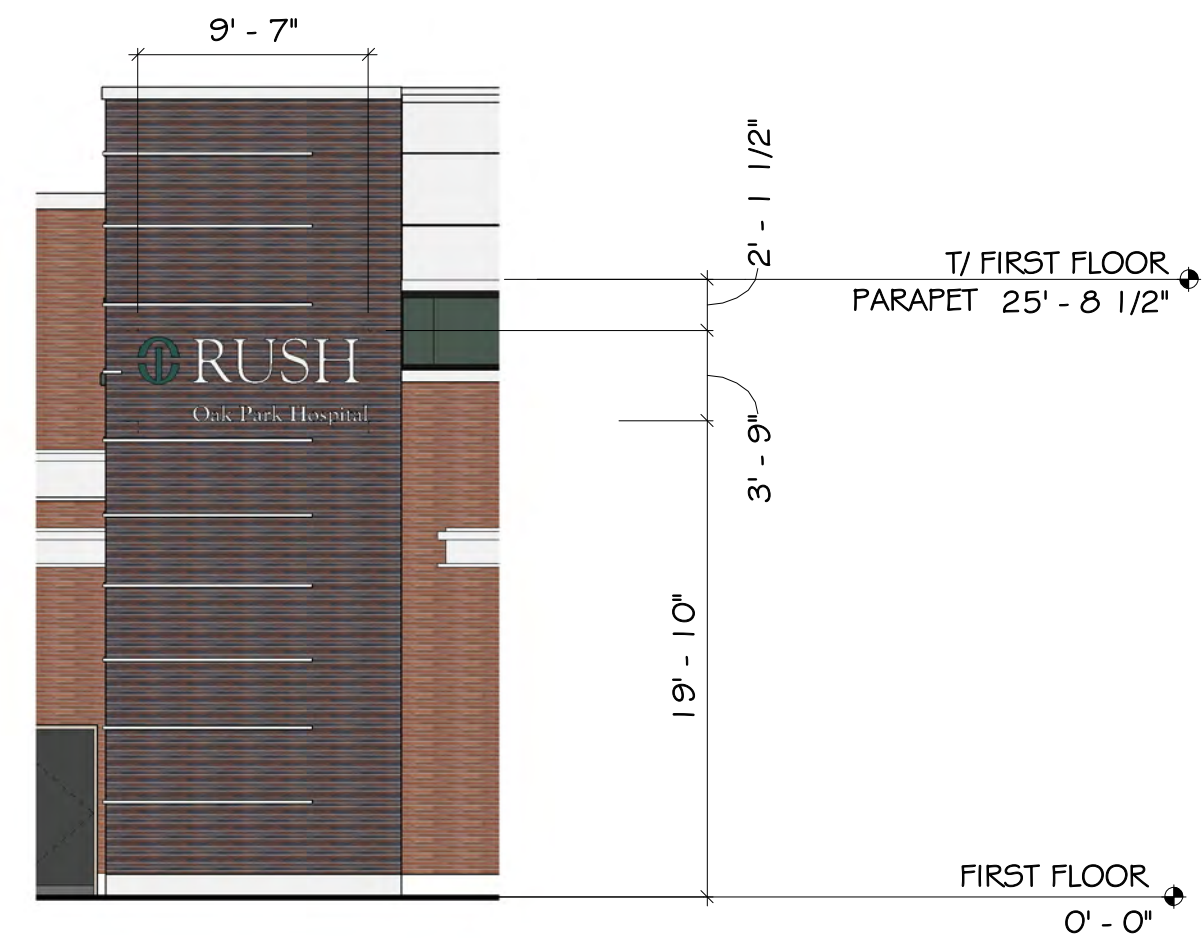 9' - 7"
2' - 1 1/2"
T/ FIRST FLOOR
PARAPET 25' - 8 1/2"
RUSH
Oak Park Hospital
3' - 9"
19' - 10"
FIRST FLOOR
0' - 0"